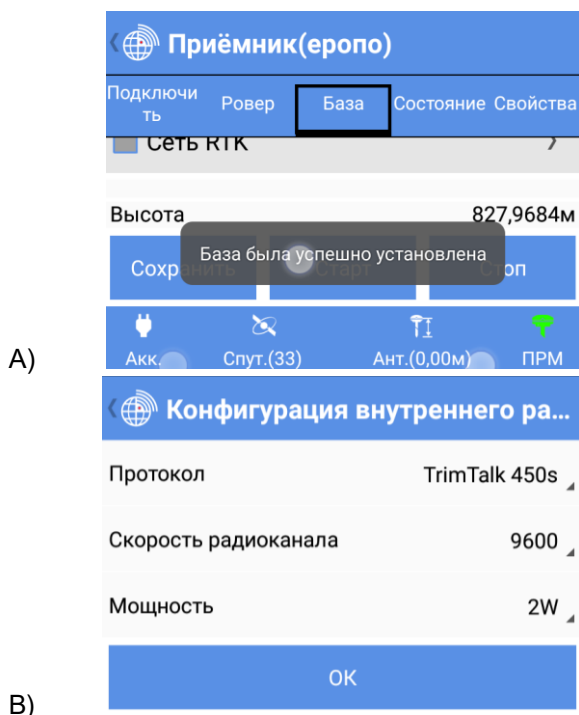 Приёмник(еропо)
Подключи
ть
Ровер База Состояние Свойства
Сеть RTK
Высота 827,9684м
База была успешно установлена
Сохранить Старт Стоп
Акк. Спут.(33) Ант.(0,00м) ПРМ
A)
Конфигурация внутреннего ра...
Протокол TrimTalk 450s
Скорость радиоканала 9600
Мощность 2W
ОК
B)